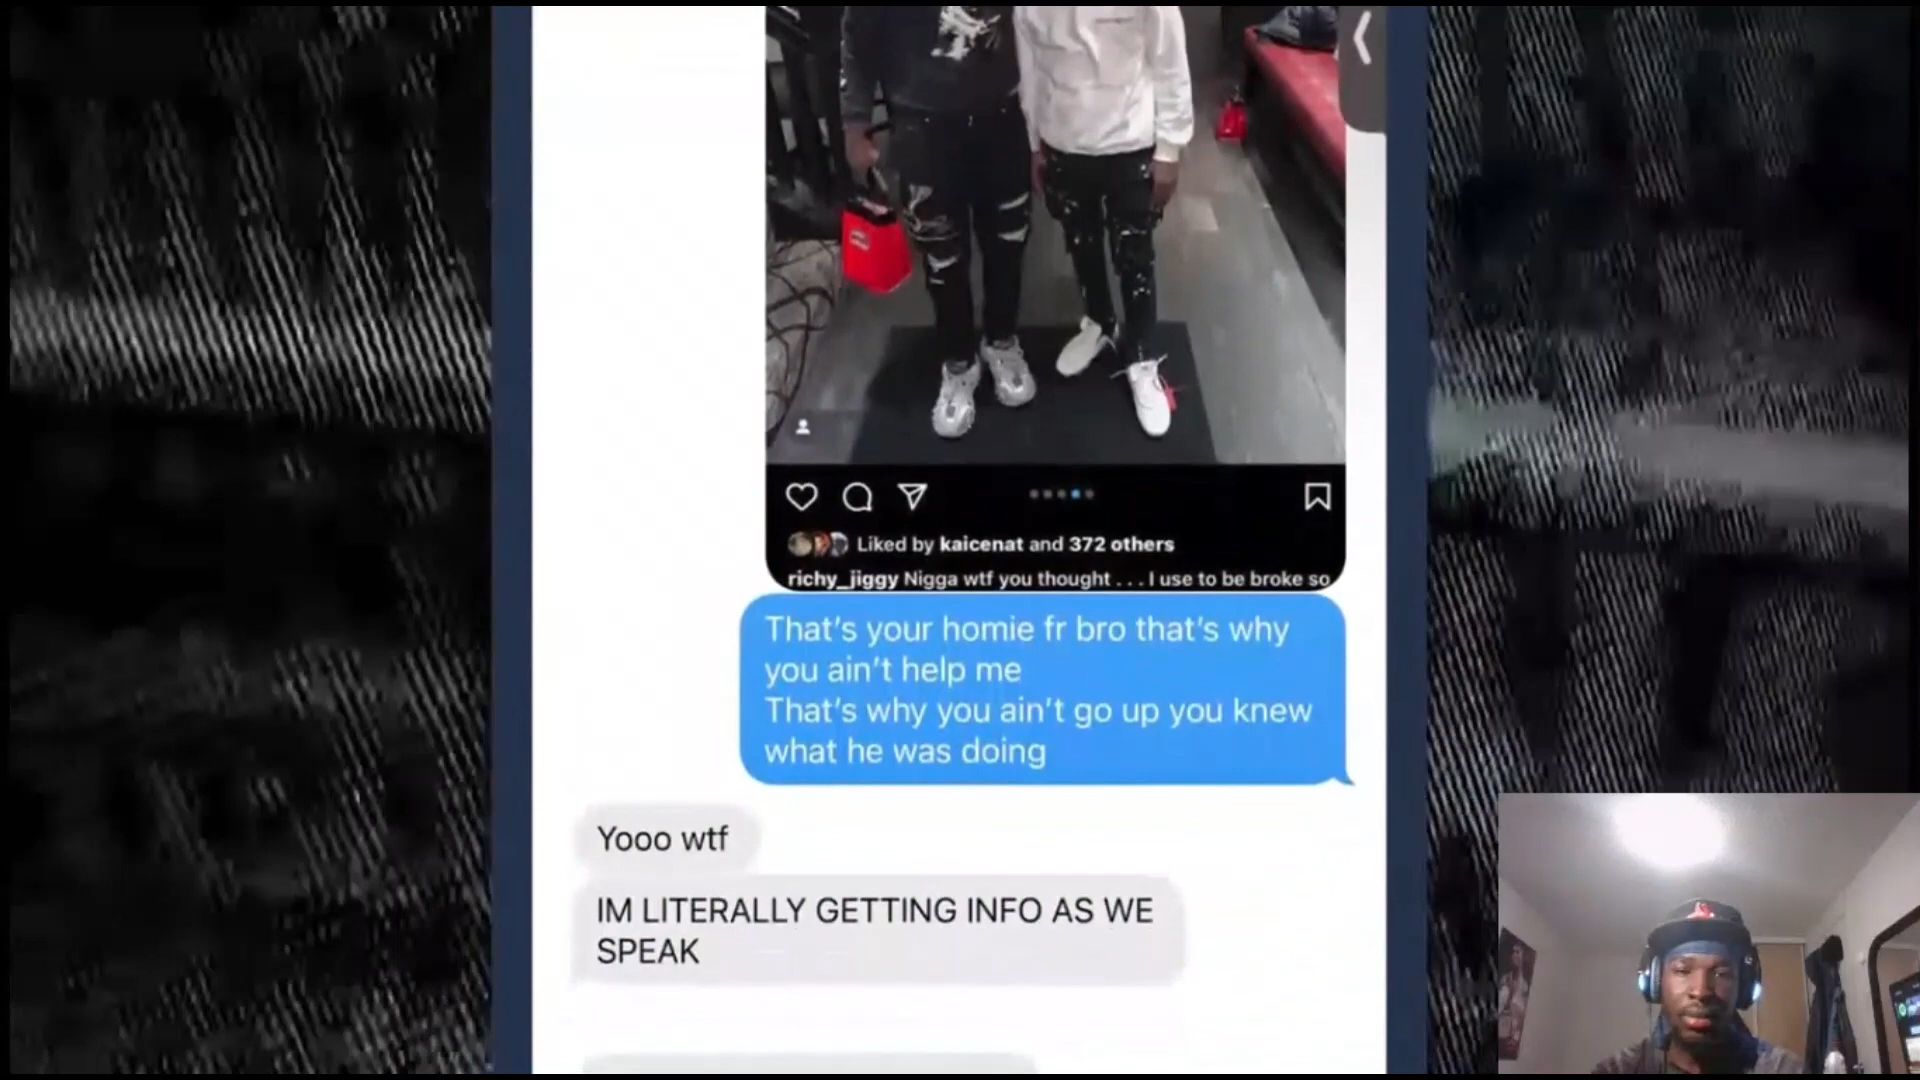 Liked by kaicenat and 372 others
richy_jiggy Nigga wtf you thought . . . I use to be broke so
That's your homie fr bro that's why
you ain't help me
That's why you ain't go up you knew
what he was doing
Yooo wtf
IM LITERALLY GETTING INFO AS WE
SPEAK